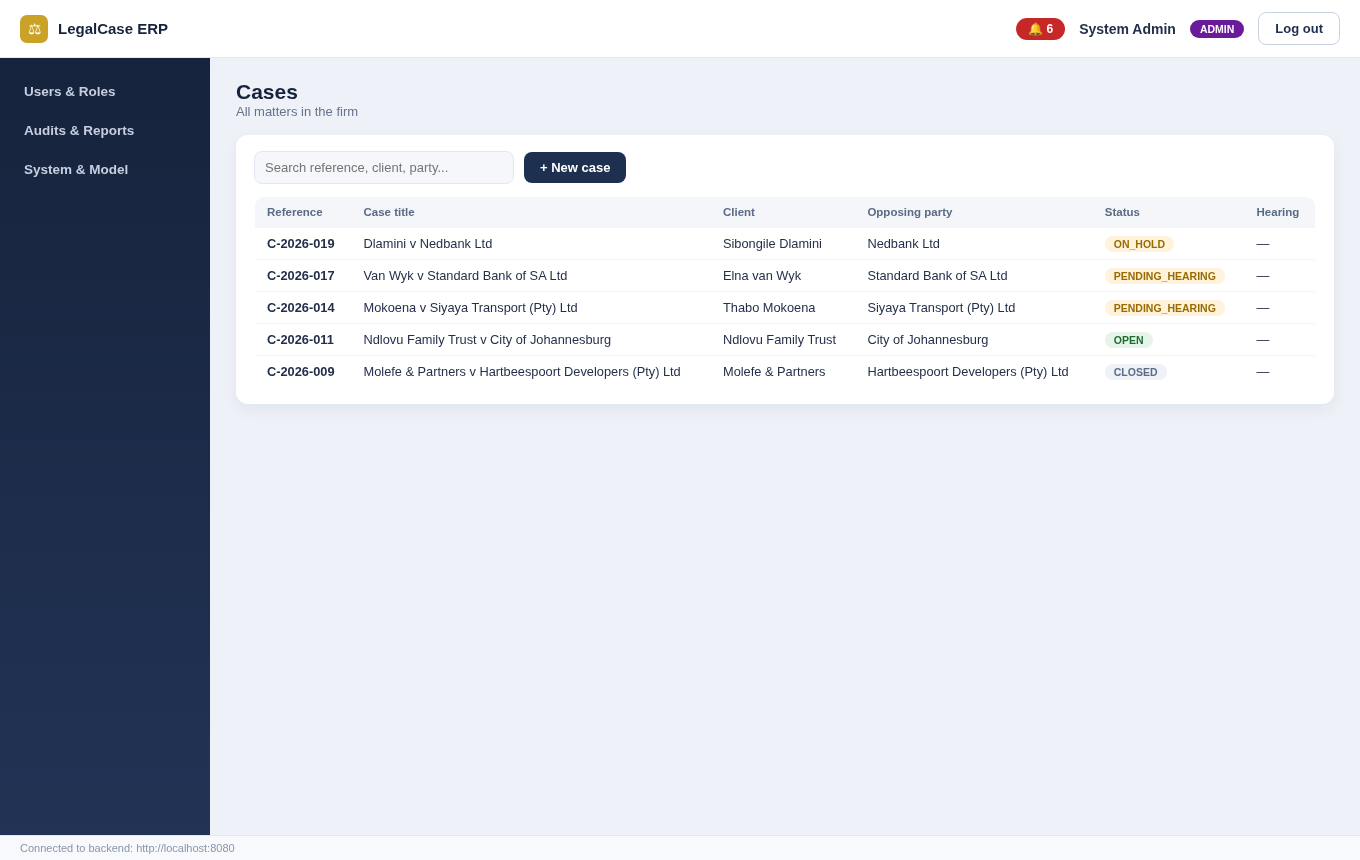 LegalCase ERP
6
System Admin
ADMIN
Log out
Users & Roles
Audits & Reports
System & Model
Cases
All matters in the firm
Search reference, client, party...
+ New case
Reference Case title Client Opposing party Status Hearing
C-2026-019 Dlamini v Nedbank Ltd Sibongile Dlamini Nedbank Ltd ON_HOLD —
C-2026-017 Van Wyk v Standard Bank of SA Ltd Elna van Wyk Standard Bank of SA Ltd PENDING_HEARING —
C-2026-014 Mokoena v Siyaya Transport (Pty) Ltd Thabo Mokoena Siyaya Transport (Pty) Ltd PENDING_HEARING —
C-2026-011 Ndlovu Family Trust v City of Johannesburg Ndlovu Family Trust City of Johannesburg OPEN —
C-2026-009 Molefe & Partners v Hartbeespoort Developers (Pty) Ltd Molefe & Partners Hartbeespoort Developers (Pty) Ltd CLOSED —
Connected to backend: http://localhost:8080